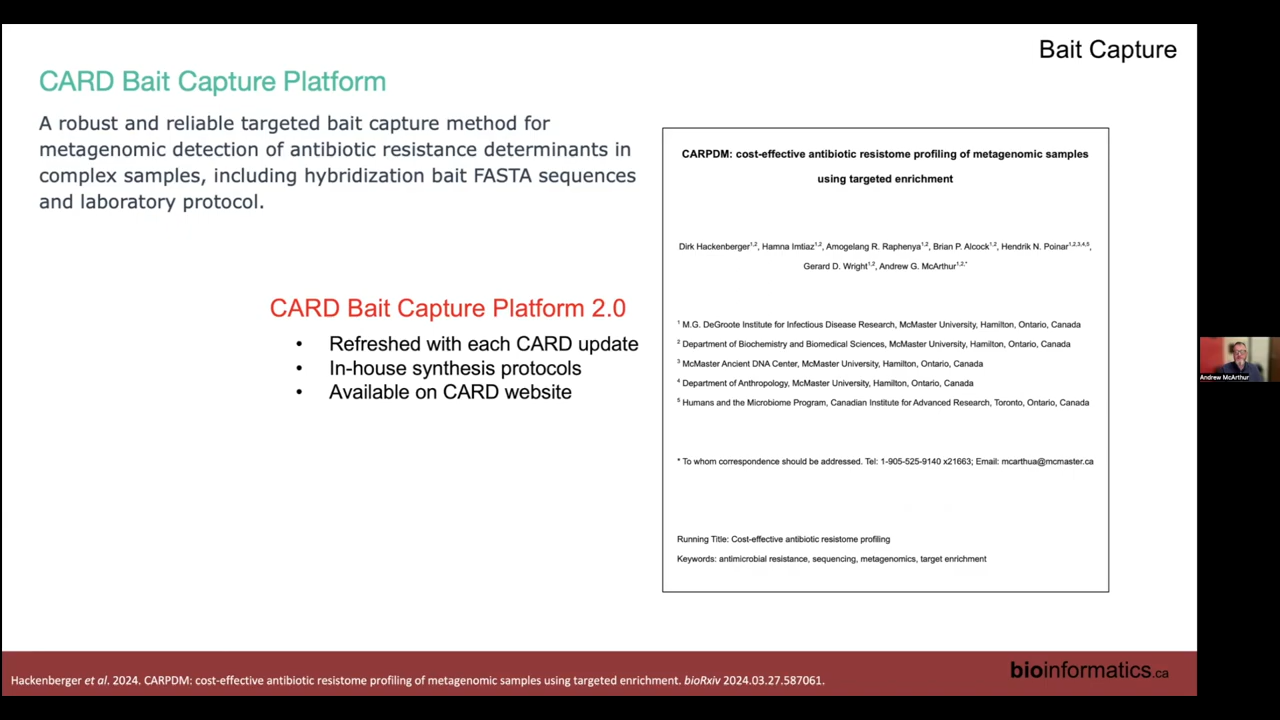 Bait Capture
CARD Bait Capture Platform
A robust and reliable targeted bait capture method for
metagenomic detection of antibiotic resistance determinants in
complex samples, including hybridization bait FASTA sequences
and laboratory protocol.
CARD Bait Capture Platform 2.0
• Refreshed with each CARD update
• In-house synthesis protocols
• Available on CARD website
CARPDM: cost-effective antibiotic resistome profiling of metagenomic samples
using targeted enrichment
Dirk Hackenberger1,2, Hamna Imtiaz1,2, Amogelang R. Raphenya1,2, Brian P. Alcock1,2, Hendrik N. Poinar1,2,3,4,5,
Gerard D. Wright1,2, Andrew G. McArthur1,2,*
1 M.G. DeGroote Institute for Infectious Disease Research, McMaster University, Hamilton, Ontario, Canada
2 Department of Biochemistry and Biomedical Sciences, McMaster University, Hamilton, Ontario, Canada
3 McMaster Ancient DNA Center, McMaster University, Hamilton, Ontario, Canada
4 Department of Anthropology, McMaster University, Hamilton, Ontario, Canada
5 Humans and the Microbiome Program, Canadian Institute for Advanced Research, Toronto, Ontario, Canada
* To whom correspondence should be addressed. Tel: 1-905-525-9140 x21663; Email: mcarthua@mcmaster.ca
Running Title: Cost-effective antibiotic resistome profiling
Keywords: antimicrobial resistance, sequencing, metagenomics, target enrichment
Andrew McArthur
Hackenberger et al. 2024. CARPDM: cost-effective antibiotic resistome profiling of metagenomic samples using targeted enrichment. bioRxiv 2024.03.27.587061.
bioinformatics.ca